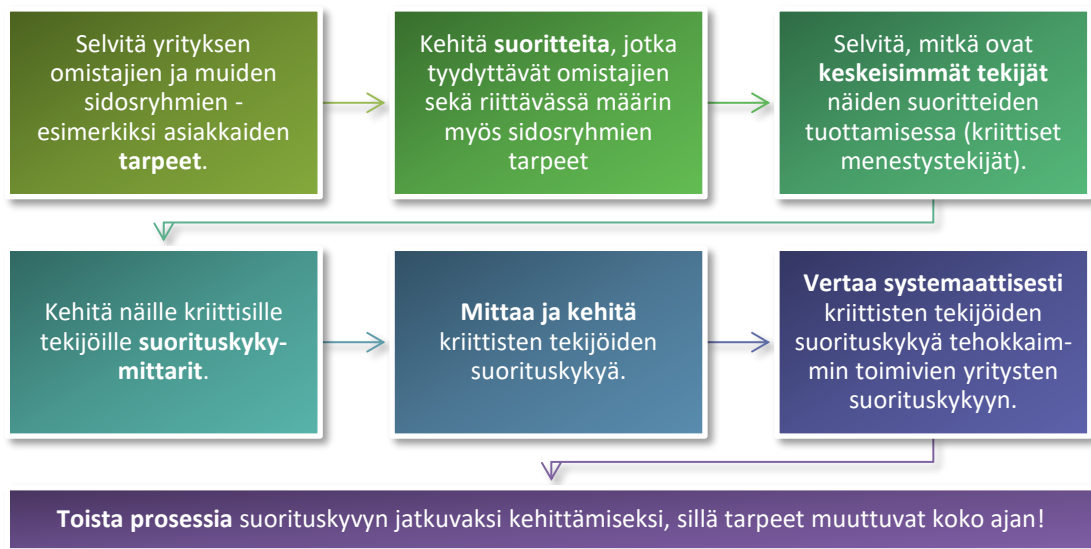 Selvitä yrityksen
omistajien ja muiden
sidosryhmien -
esimerkiksi asiakkaiden
tarpeet.
Kehitä suoritteita, jotka
tyydyttävät omistajien
sekä riittävässä määrin
myös sidosryhmien
tarpeet
Selvitä, mitkä ovat
keskeisimmät tekijät
näiden suoritteiden
tuottamisessa (kriittiset
menestystekijät).
Kehitä näille kriittisille
tekijöille suorituskyky-
mittarit.
Mittaa ja kehitä
kriittisten tekijöiden
suorituskykyä.
Vertaa systemaattisesti
kriittisten tekijöiden
suorituskykyä tehokkaim-
min toimivien yritysten
suorituskykyyn.
Toista prosessia suorituskyvyn jatkuvaksi kehittämiseksi, sillä tarpeet muuttuvat koko ajan!